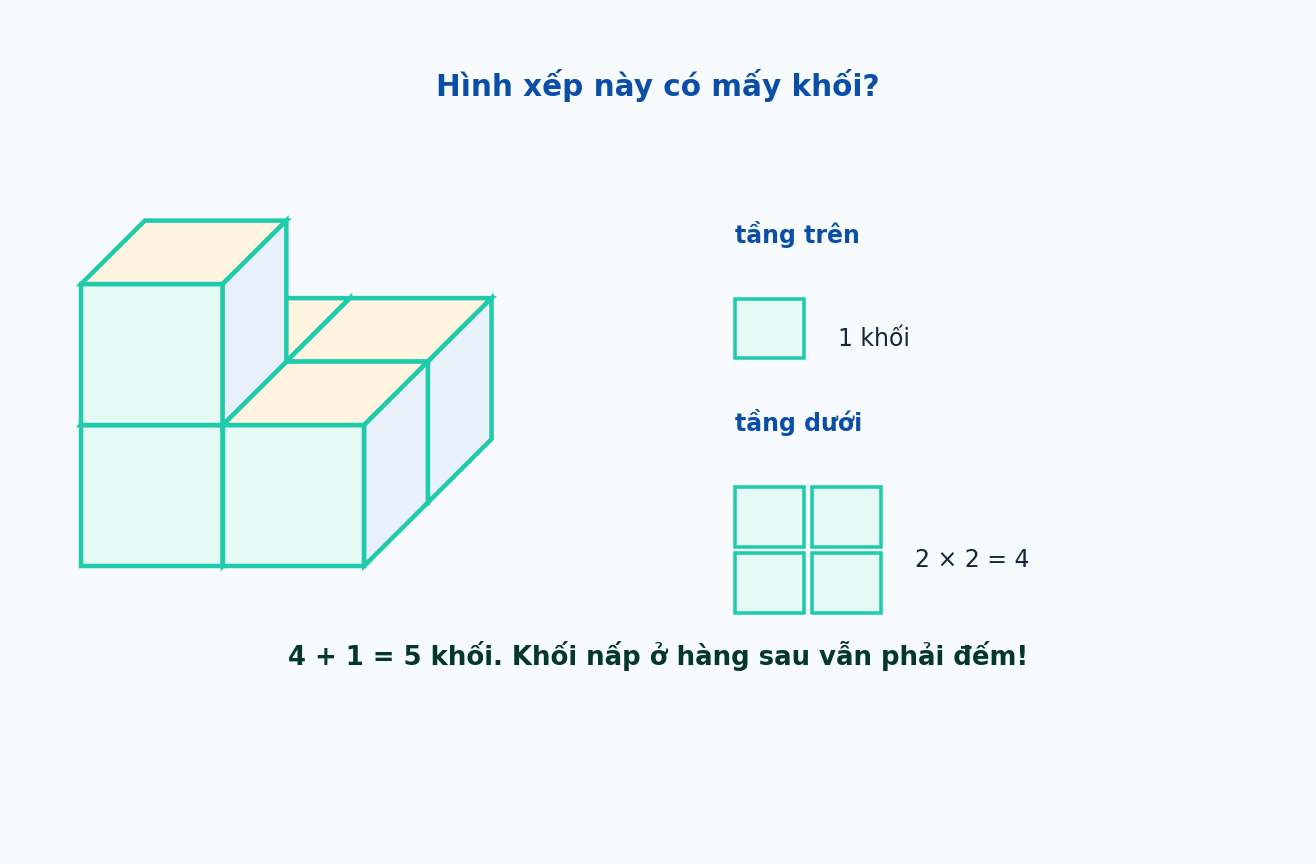 Hình xếp này có mấy khối?
tầng trên
1 khối
tầng dưới
2 × 2 = 4
4 + 1 = 5 khối. Khối nấp ở hàng sau vẫn phải đếm!